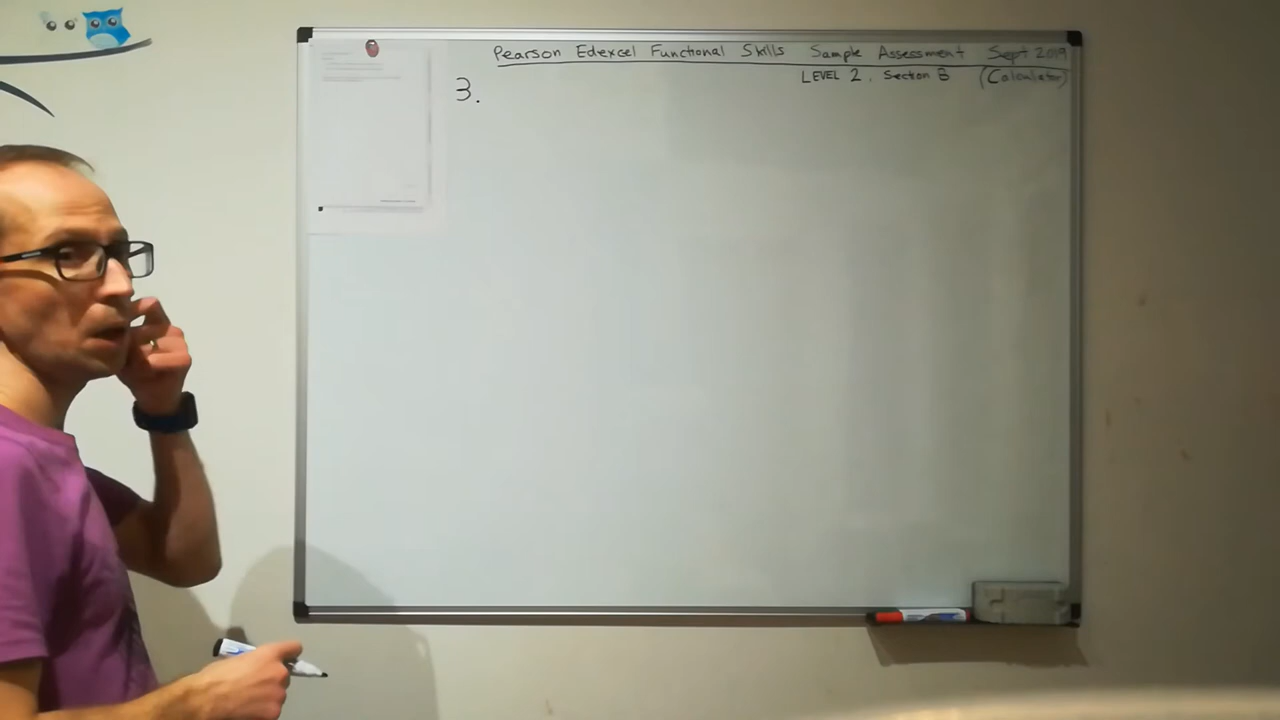 Pearson Edexcel Functional Skills Sample Assessment Sept 2019
LEVEL 2, Section B (Calculator)
3.